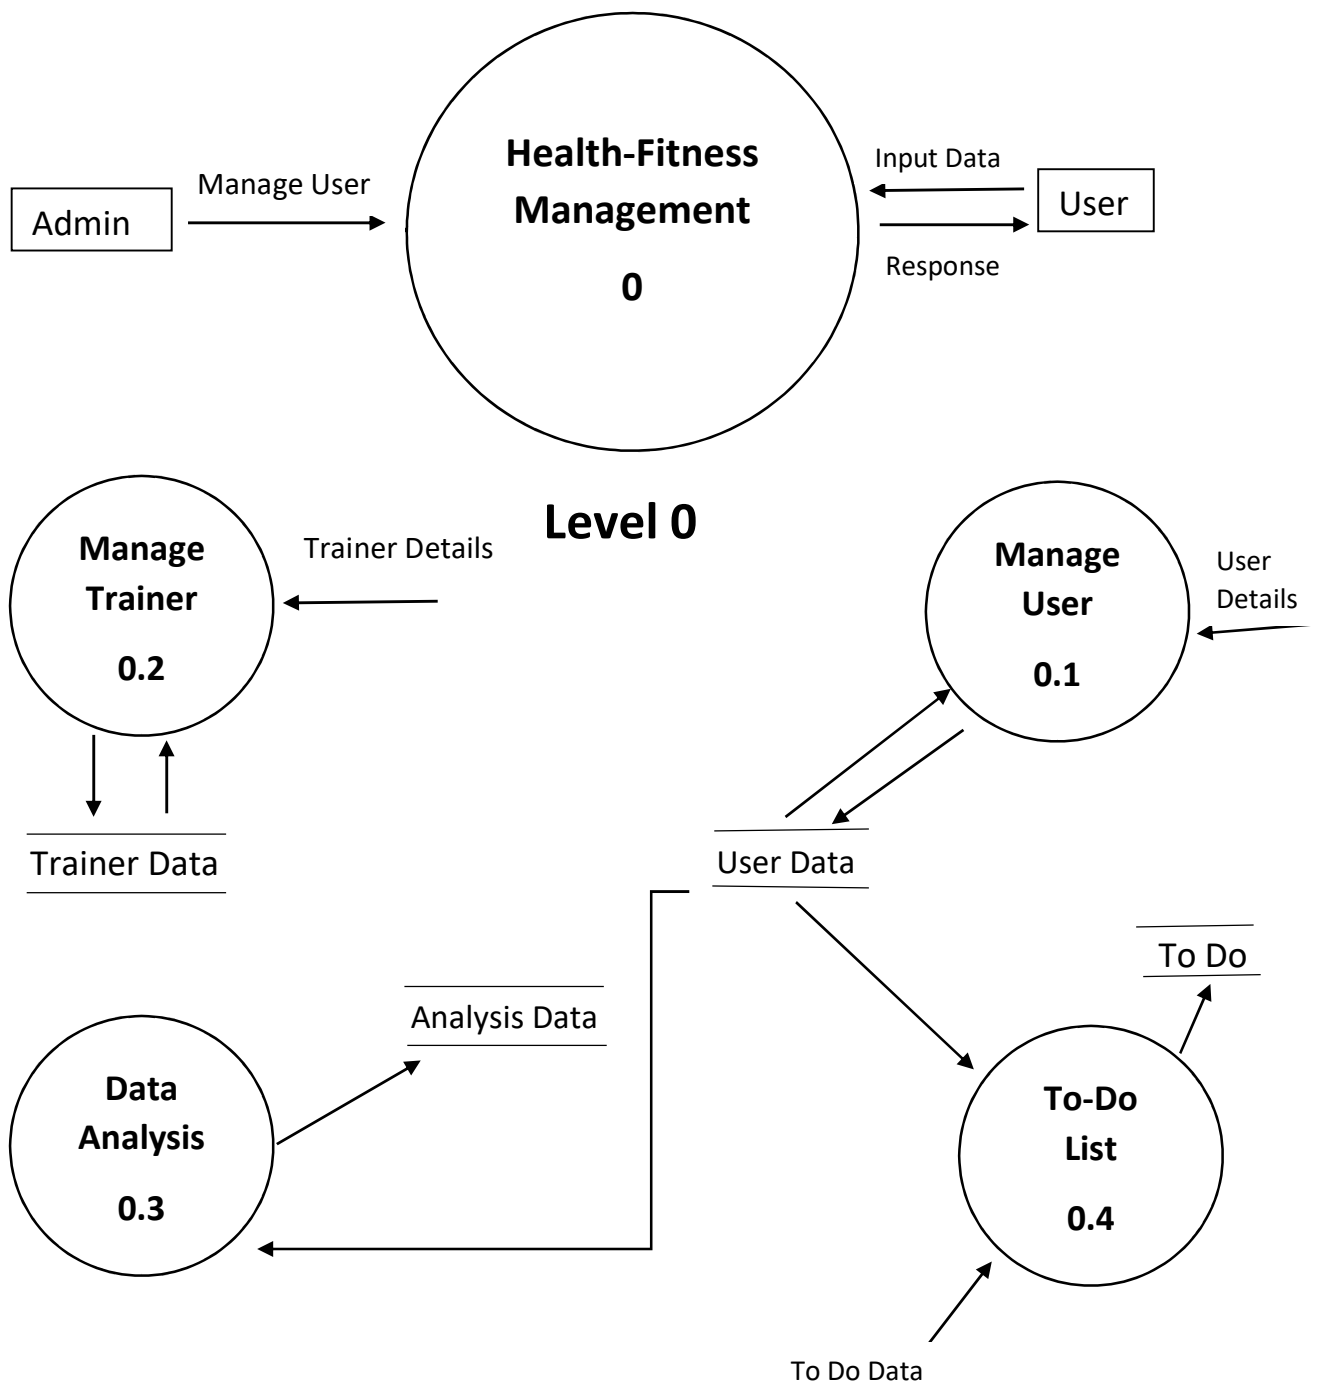 Health-Fitness
Management
0
Admin
Manage User
Input Data
User
Response
Level 0
Manage
Trainer
0.2
Trainer Details
Manage
User
0.1
User
Details
Trainer Data
User Data
To Do
Analysis Data
Data
Analysis
0.3
To-Do
List
0.4
To Do Data